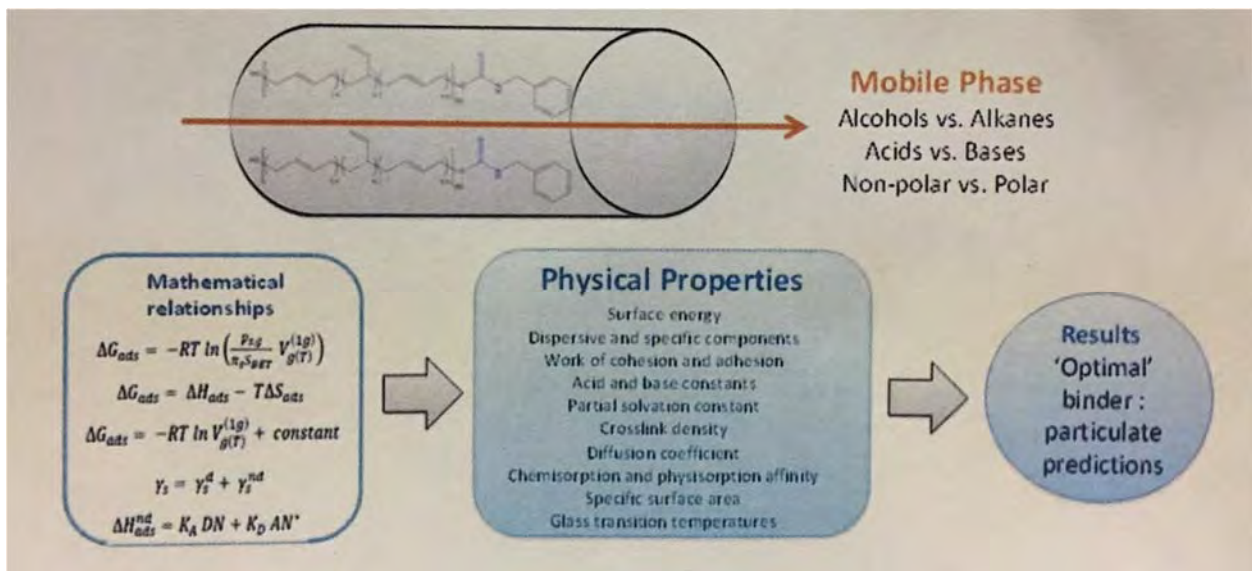 Mobile Phase
Alcohols vs. Alkanes
Acids vs. Bases
Non-polar vs. Polar
Mathematical
relationships
ΔG_ads = −RT ln (p_{s,g}/(π_s S_BET) V_{g(T)}^{(1g)})
ΔG_ads = ΔH_ads − TΔS_ads
ΔG_ads = −RT ln V_{g(T)}^{(1g)} + constant
γ_s = γ_s^d + γ_s^{nd}
ΔH_ads^{nd} = K_A DN + K_D AN*
Physical Properties
Surface energy
Dispersive and specific components
Work of cohesion and adhesion
Acid and base constants
Partial solvation constant
Crosslink density
Diffusion coefficient
Chemisorption and physisorption affinity
Specific surface area
Glass transition temperatures
Results
'Optimal'
binder :
particulate
predictions